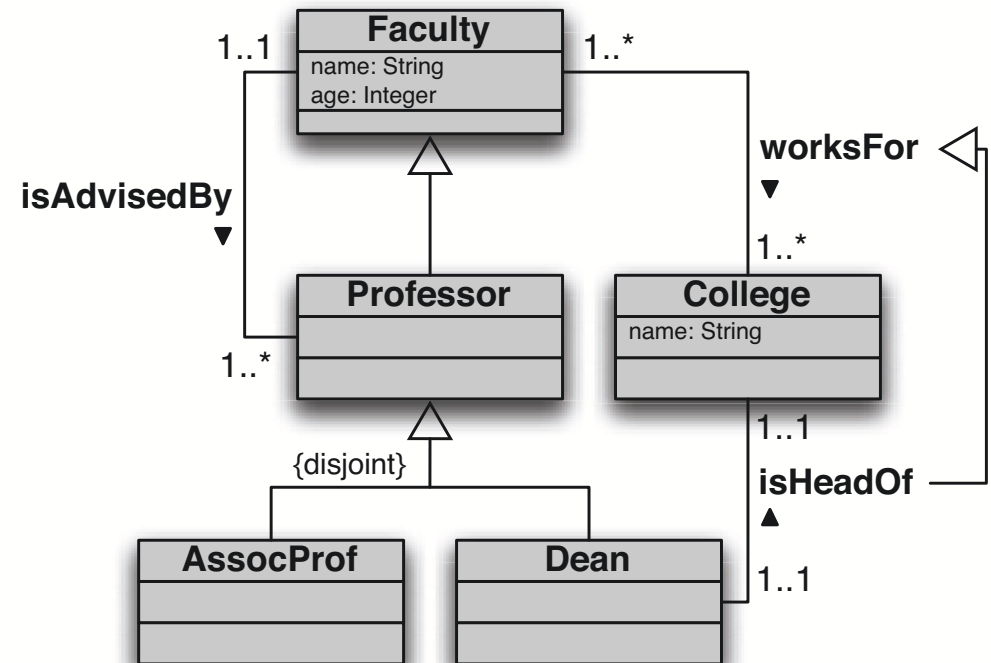 Faculty
1..1
1..*
name: String
age: Integer
worksFor
isAdvisedBy
▼
▼
1..*
Professor
College
name: String
1..*
1..1
{disjoint}
isHeadOf
▲
AssocProf
Dean
1..1